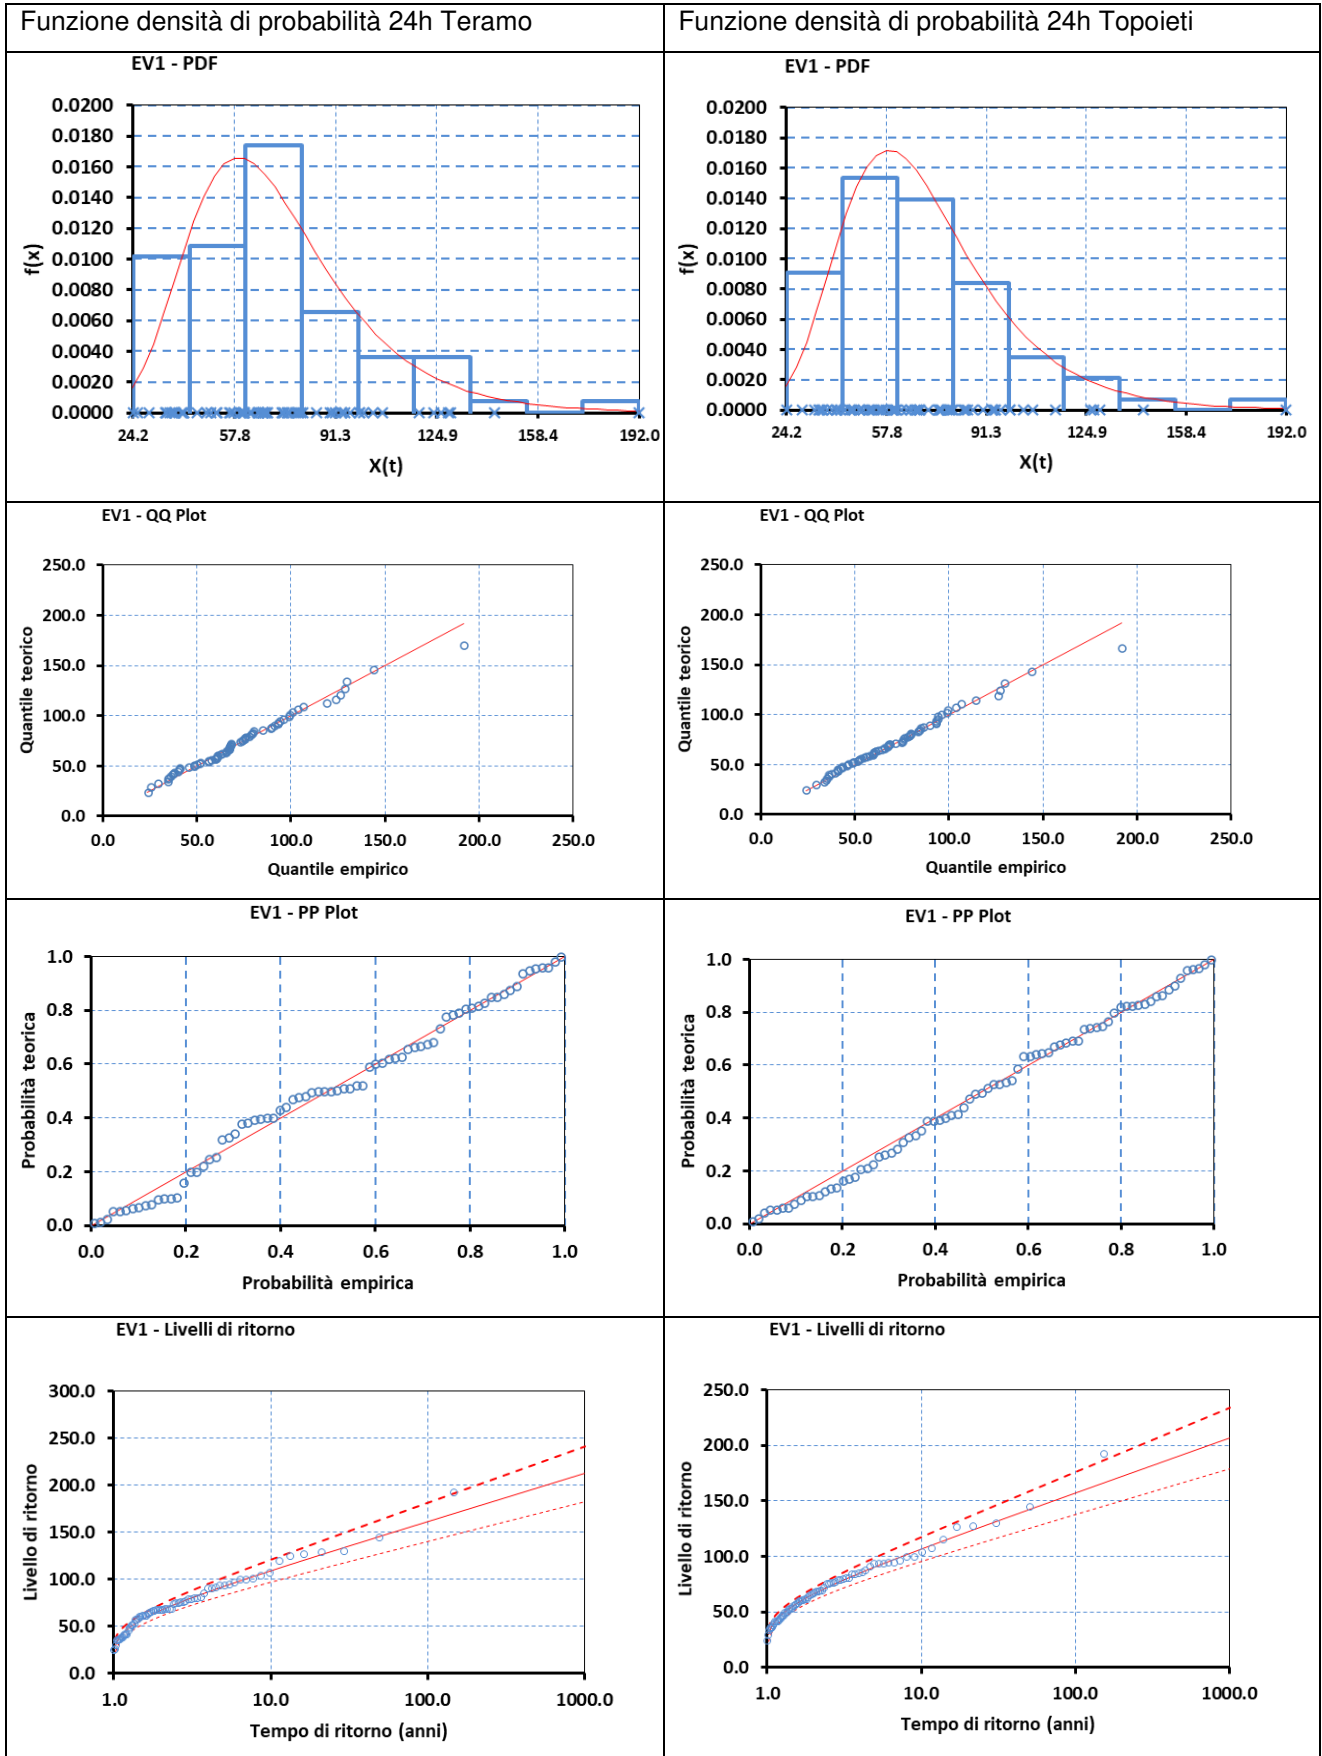 Funzione densità di probabilità 24h Teramo
Funzione densità di probabilità 24h Topoieti
EV1 - PDF
0.0200
0.0180
0.0160
0.0140
0.0120
0.0100
0.0080
0.0060
0.0040
0.0020
0.0000
f(x)
24.2 57.8 91.3 124.9 158.4 192.0
X(t)
EV1 - PDF
0.0200
0.0180
0.0160
0.0140
0.0120
0.0100
0.0080
0.0060
0.0040
0.0020
0.0000
f(x)
24.2 57.8 91.3 124.9 158.4 192.0
X(t)
EV1 - QQ Plot
250.0
200.0
150.0
100.0
50.0
0.0
Quantile teorico
0.0 50.0 100.0 150.0 200.0 250.0
Quantile empirico
EV1 - QQ Plot
250.0
200.0
150.0
100.0
50.0
0.0
Quantile teorico
0.0 50.0 100.0 150.0 200.0 250.0
Quantile empirico
EV1 - PP Plot
1.0
0.8
0.6
0.4
0.2
0.0
Probabilità teorica
0.0 0.2 0.4 0.6 0.8 1.0
Probabilità empirica
EV1 - PP Plot
1.0
0.8
0.6
0.4
0.2
0.0
Probabilità teorica
0.0 0.2 0.4 0.6 0.8 1.0
Probabilità empirica
EV1 - Livelli di ritorno
300.0
250.0
200.0
150.0
100.0
50.0
0.0
Livello di ritorno
1.0 10.0 100.0 1000.0
Tempo di ritorno (anni)
EV1 - Livelli di ritorno
250.0
200.0
150.0
100.0
50.0
0.0
Livello di ritorno
1.0 10.0 100.0 1000.0
Tempo di ritorno (anni)